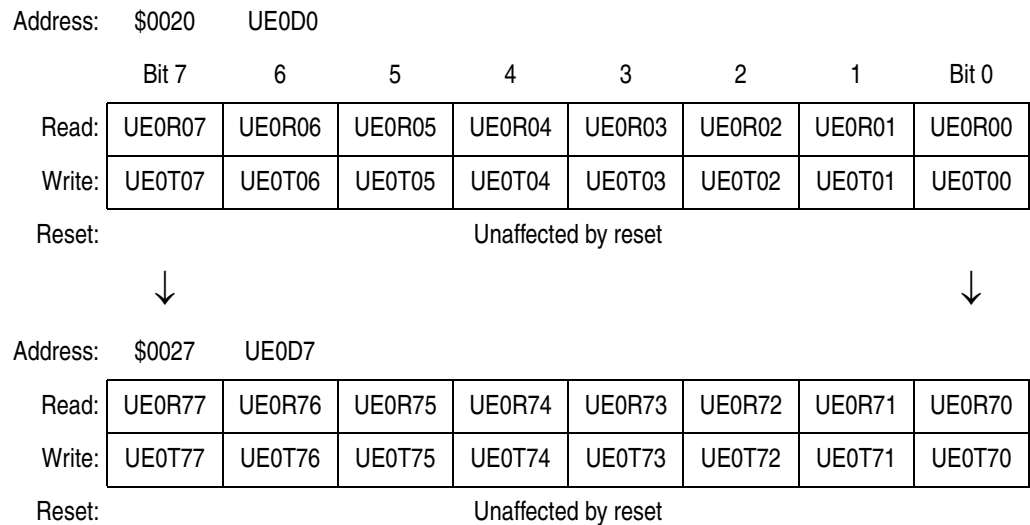 Address: $0020 UE0D0
Bit 7 6 5 4 3 2 1 Bit 0
Read: UE0R07 UE0R06 UE0R05 UE0R04 UE0R03 UE0R02 UE0R01 UE0R00
Write: UE0T07 UE0T06 UE0T05 UE0T04 UE0T03 UE0T02 UE0T01 UE0T00
Reset: Unaffected by reset
↓ ↓
Address: $0027 UE0D7
Read: UE0R77 UE0R76 UE0R75 UE0R74 UE0R73 UE0R72 UE0R71 UE0R70
Write: UE0T77 UE0T76 UE0T75 UE0T74 UE0T73 UE0T72 UE0T71 UE0T70
Reset: Unaffected by reset